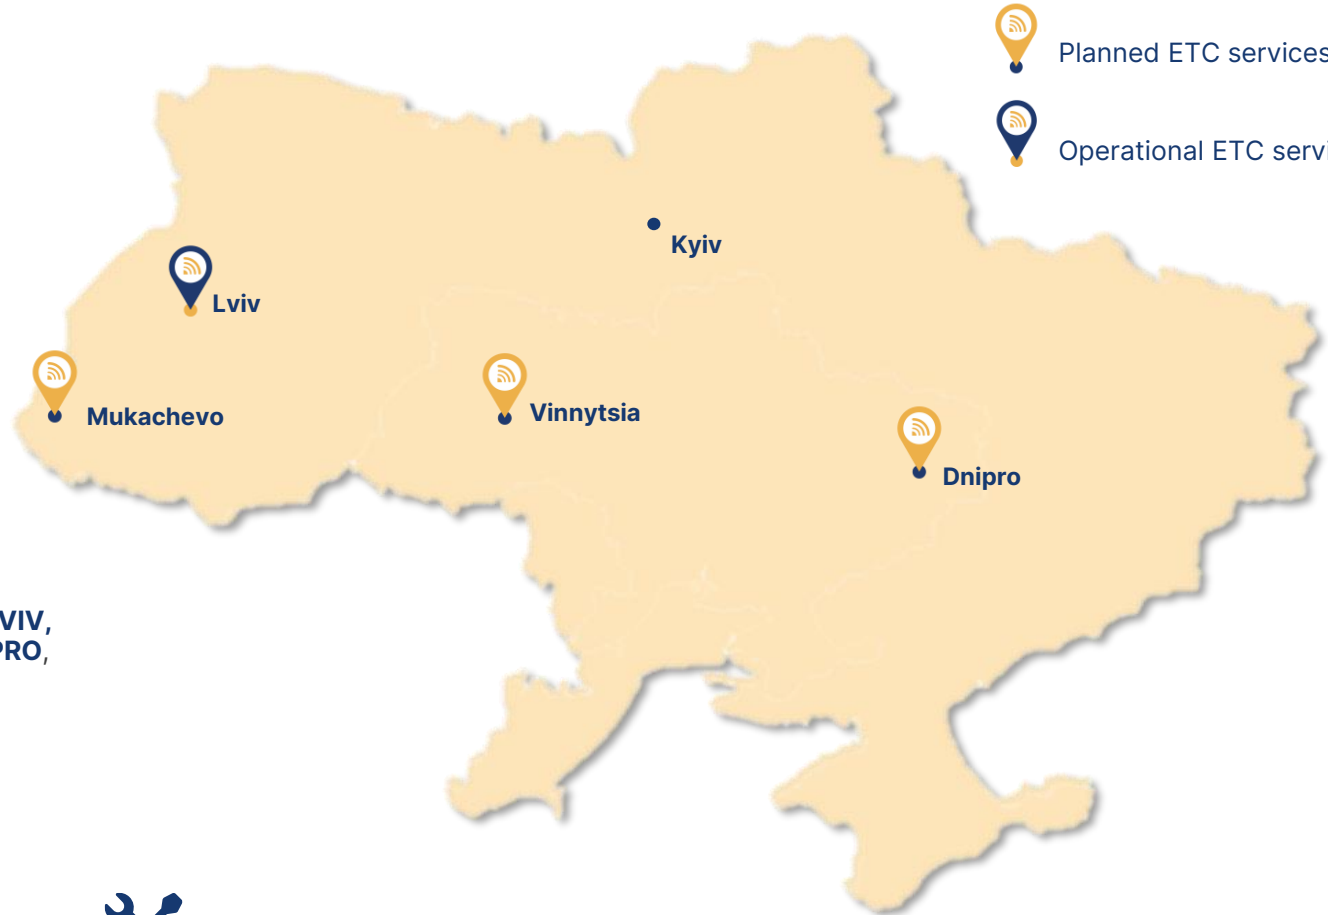 Planned ETC services
Operational ETC servi
Kyiv
Lviv
Mukachevo
Vinnytsia
Dnipro
VIV,
PRO,